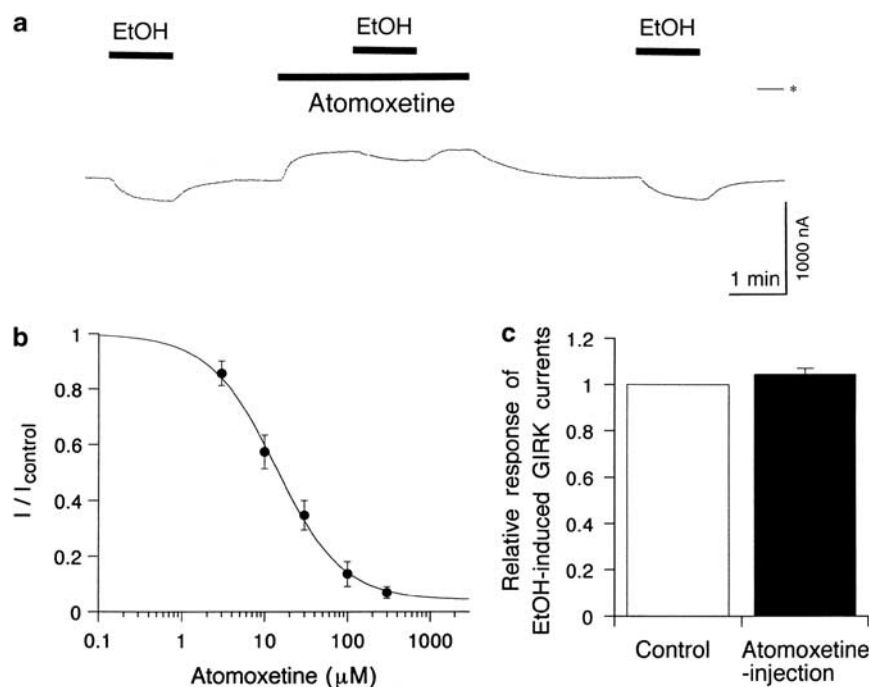 a
EtOH EtOH EtOH
Atomoxetine
*
1000 nA
1 min
b
I / Icontrol
1
0.8
0.6
0.4
0.2
0
0.1 1 10 100 1000
Atomoxetine (μM)
c
Relative response of
EtOH-induced GIRK currents
1.2
1
0.8
0.6
0.4
0.2
0
Control
Atomoxetine
-injection